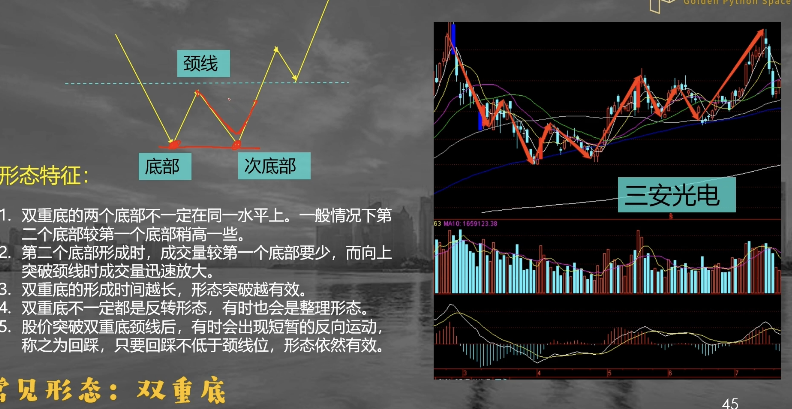 Golden Python Space
颈线
底部
次底部
形态特征：
1. 双重底的两个底部不一定在同一水平上。一般情况下第
二个底部较第一个底部稍高一些。
2. 第二个底部形成时，成交量较第一个底部要少，而向上
突破颈线时成交量迅速放大。
3. 双重底的形成时间越长，形态突破越有效。
4. 双重底不一定都是反转形态，有时也会是整理形态。
5. 股价突破双重底颈线后，有时会出现短暂的反向运动，
称之为回踩，只要回踩不低于颈线位，形态依然有效。
常见形态：双重底
三安光电
63 MA10: 1859123.38
3 4 5 6 7
45